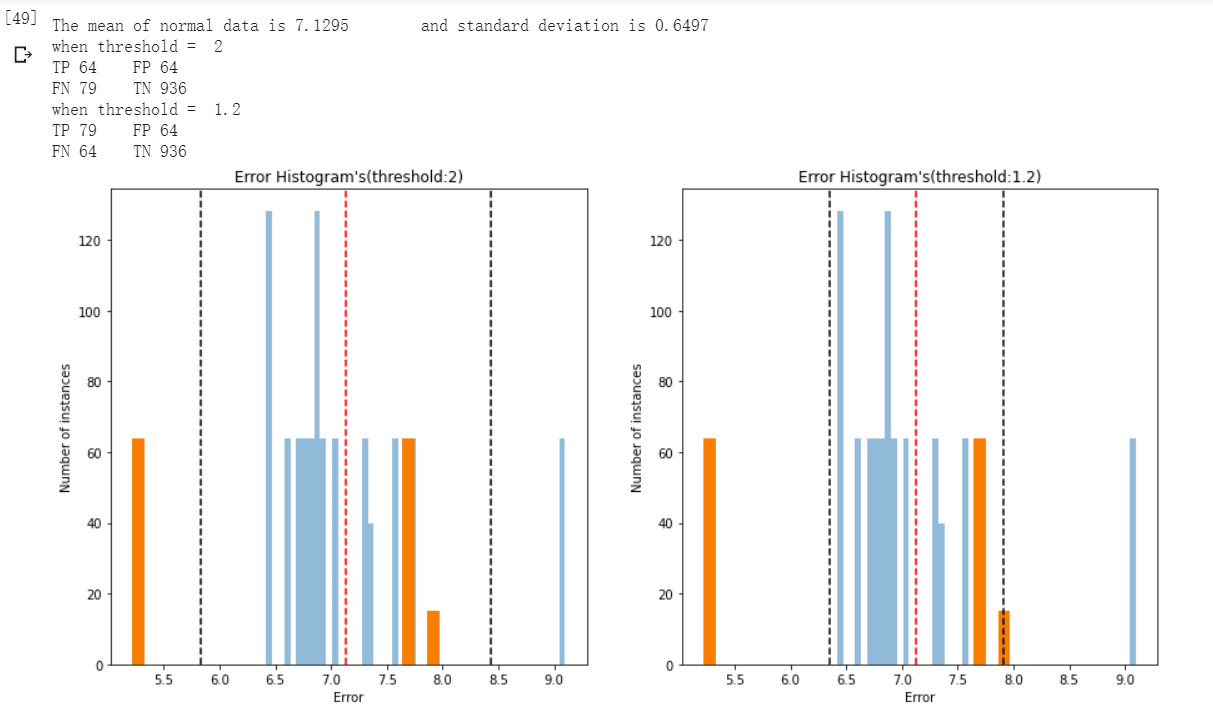 [49] The mean of normal data is 7.1295 and standard deviation is 0.6497
when threshold = 2
TP 64 FP 64
FN 79 TN 936
when threshold = 1.2
TP 79 FP 64
FN 64 TN 936
Error Histogram's(threshold:2)
Number of instances
120
100
80
60
40
20
0
5.5 6.0 6.5 7.0 7.5 8.0 8.5 9.0
Error
Error Histogram's(threshold:1.2)
Number of instances
120
100
80
60
40
20
0
5.5 6.0 6.5 7.0 7.5 8.0 8.5 9.0
Error